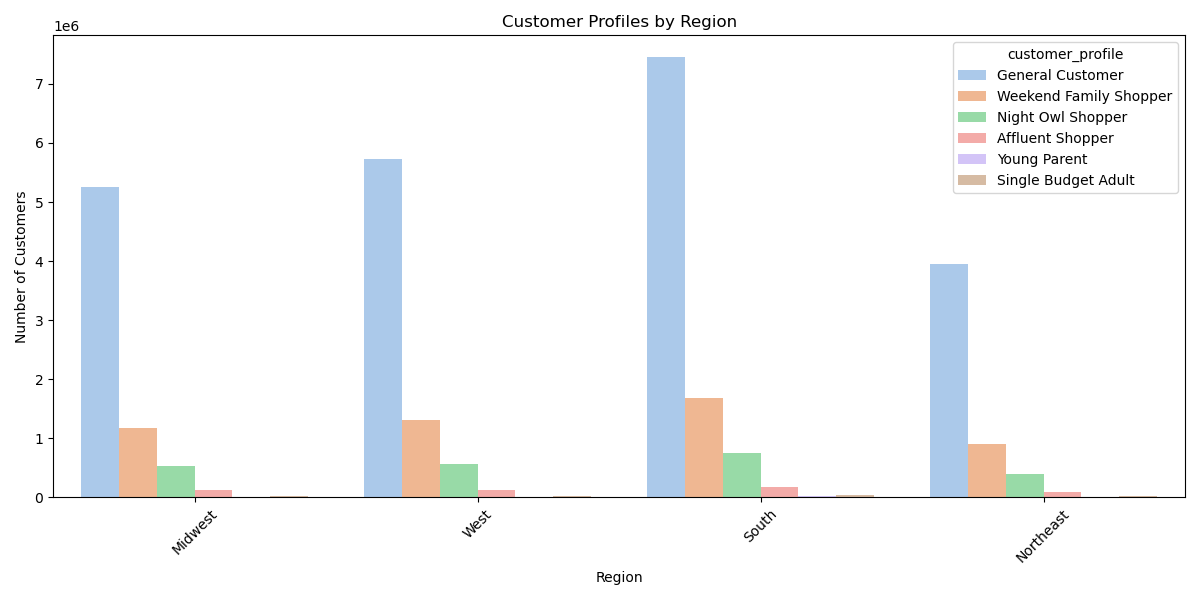 Customer Profiles by Region
1e6
customer_profile
General Customer
Weekend Family Shopper
Night Owl Shopper
Affluent Shopper
Young Parent
Single Budget Adult
Number of Customers
7
6
5
4
3
2
1
0
Midwest
West
South
Northeast
Region